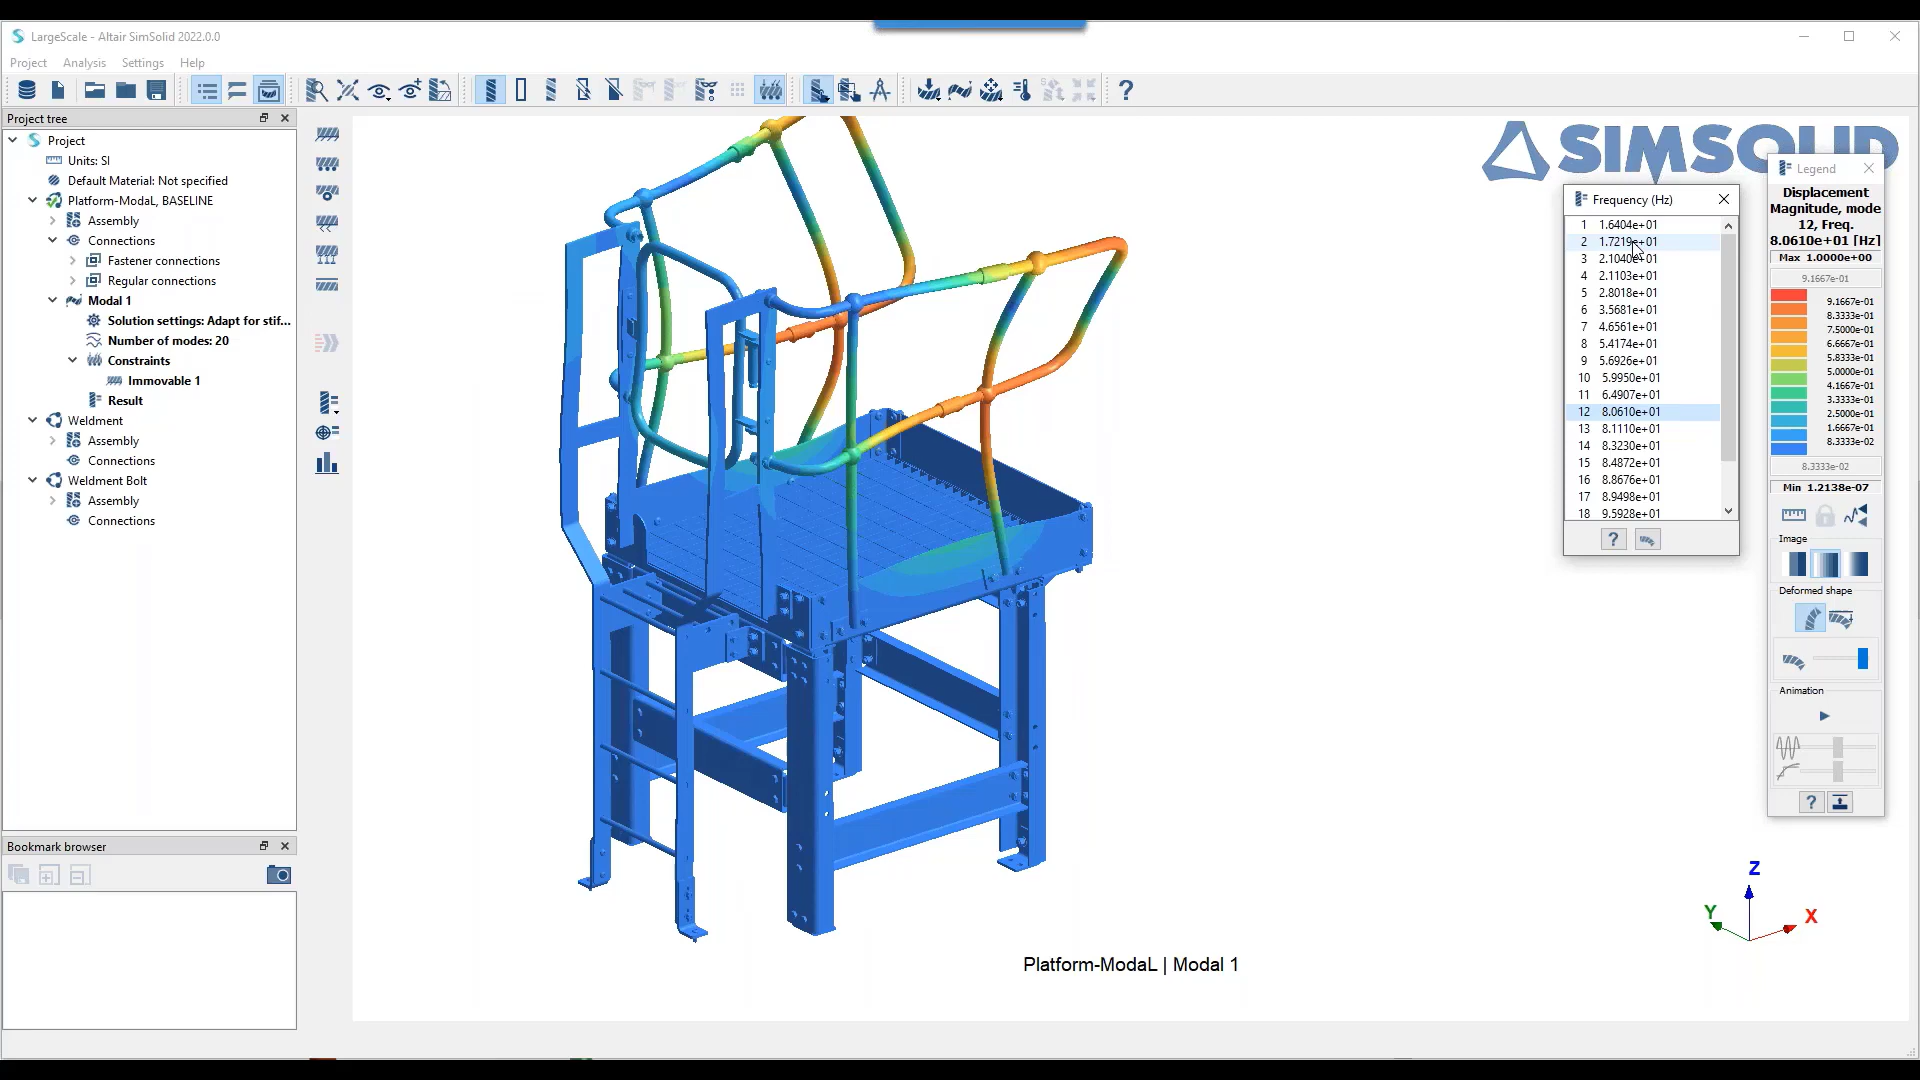 LargeScale - Altair SimSolid 2022.0.0
Project Analysis Settings Help
Project tree
Project
Units: SI
Default Material: Not specified
Platform-ModaL, BASELINE
Assembly
Connections
Fastener connections
Regular connections
Modal 1
Solution settings: Adapt for stif...
Number of modes: 20
Constraints
Immovable 1
Result
Weldment
Assembly
Connections
Weldment Bolt
Assembly
Connections
Bookmark browser
SIMSOLID
Frequency (Hz)
1 1.6404e+01
2 1.7219e+01
3 2.1040e+01
4 2.1103e+01
5 2.8018e+01
6 3.5681e+01
7 4.6561e+01
8 5.4174e+01
9 5.6926e+01
10 5.9950e+01
11 6.4907e+01
12 8.0610e+01
13 8.1110e+01
14 8.3230e+01
15 8.4872e+01
16 8.8676e+01
17 8.9498e+01
18 9.5928e+01
Legend
Displacement
Magnitude, mode
12, Freq.
8.0610e+01 [Hz]
Max 1.0000e+00
9.1667e-01
9.1667e-01
8.3333e-01
7.5000e-01
6.6667e-01
5.8333e-01
5.0000e-01
4.1667e-01
3.3333e-01
2.5000e-01
1.6667e-01
8.3333e-02
8.3333e-02
Min 1.2138e-07
Image
Deformed shape
Animation
Z
Y
X
Platform-ModaL | Modal 1